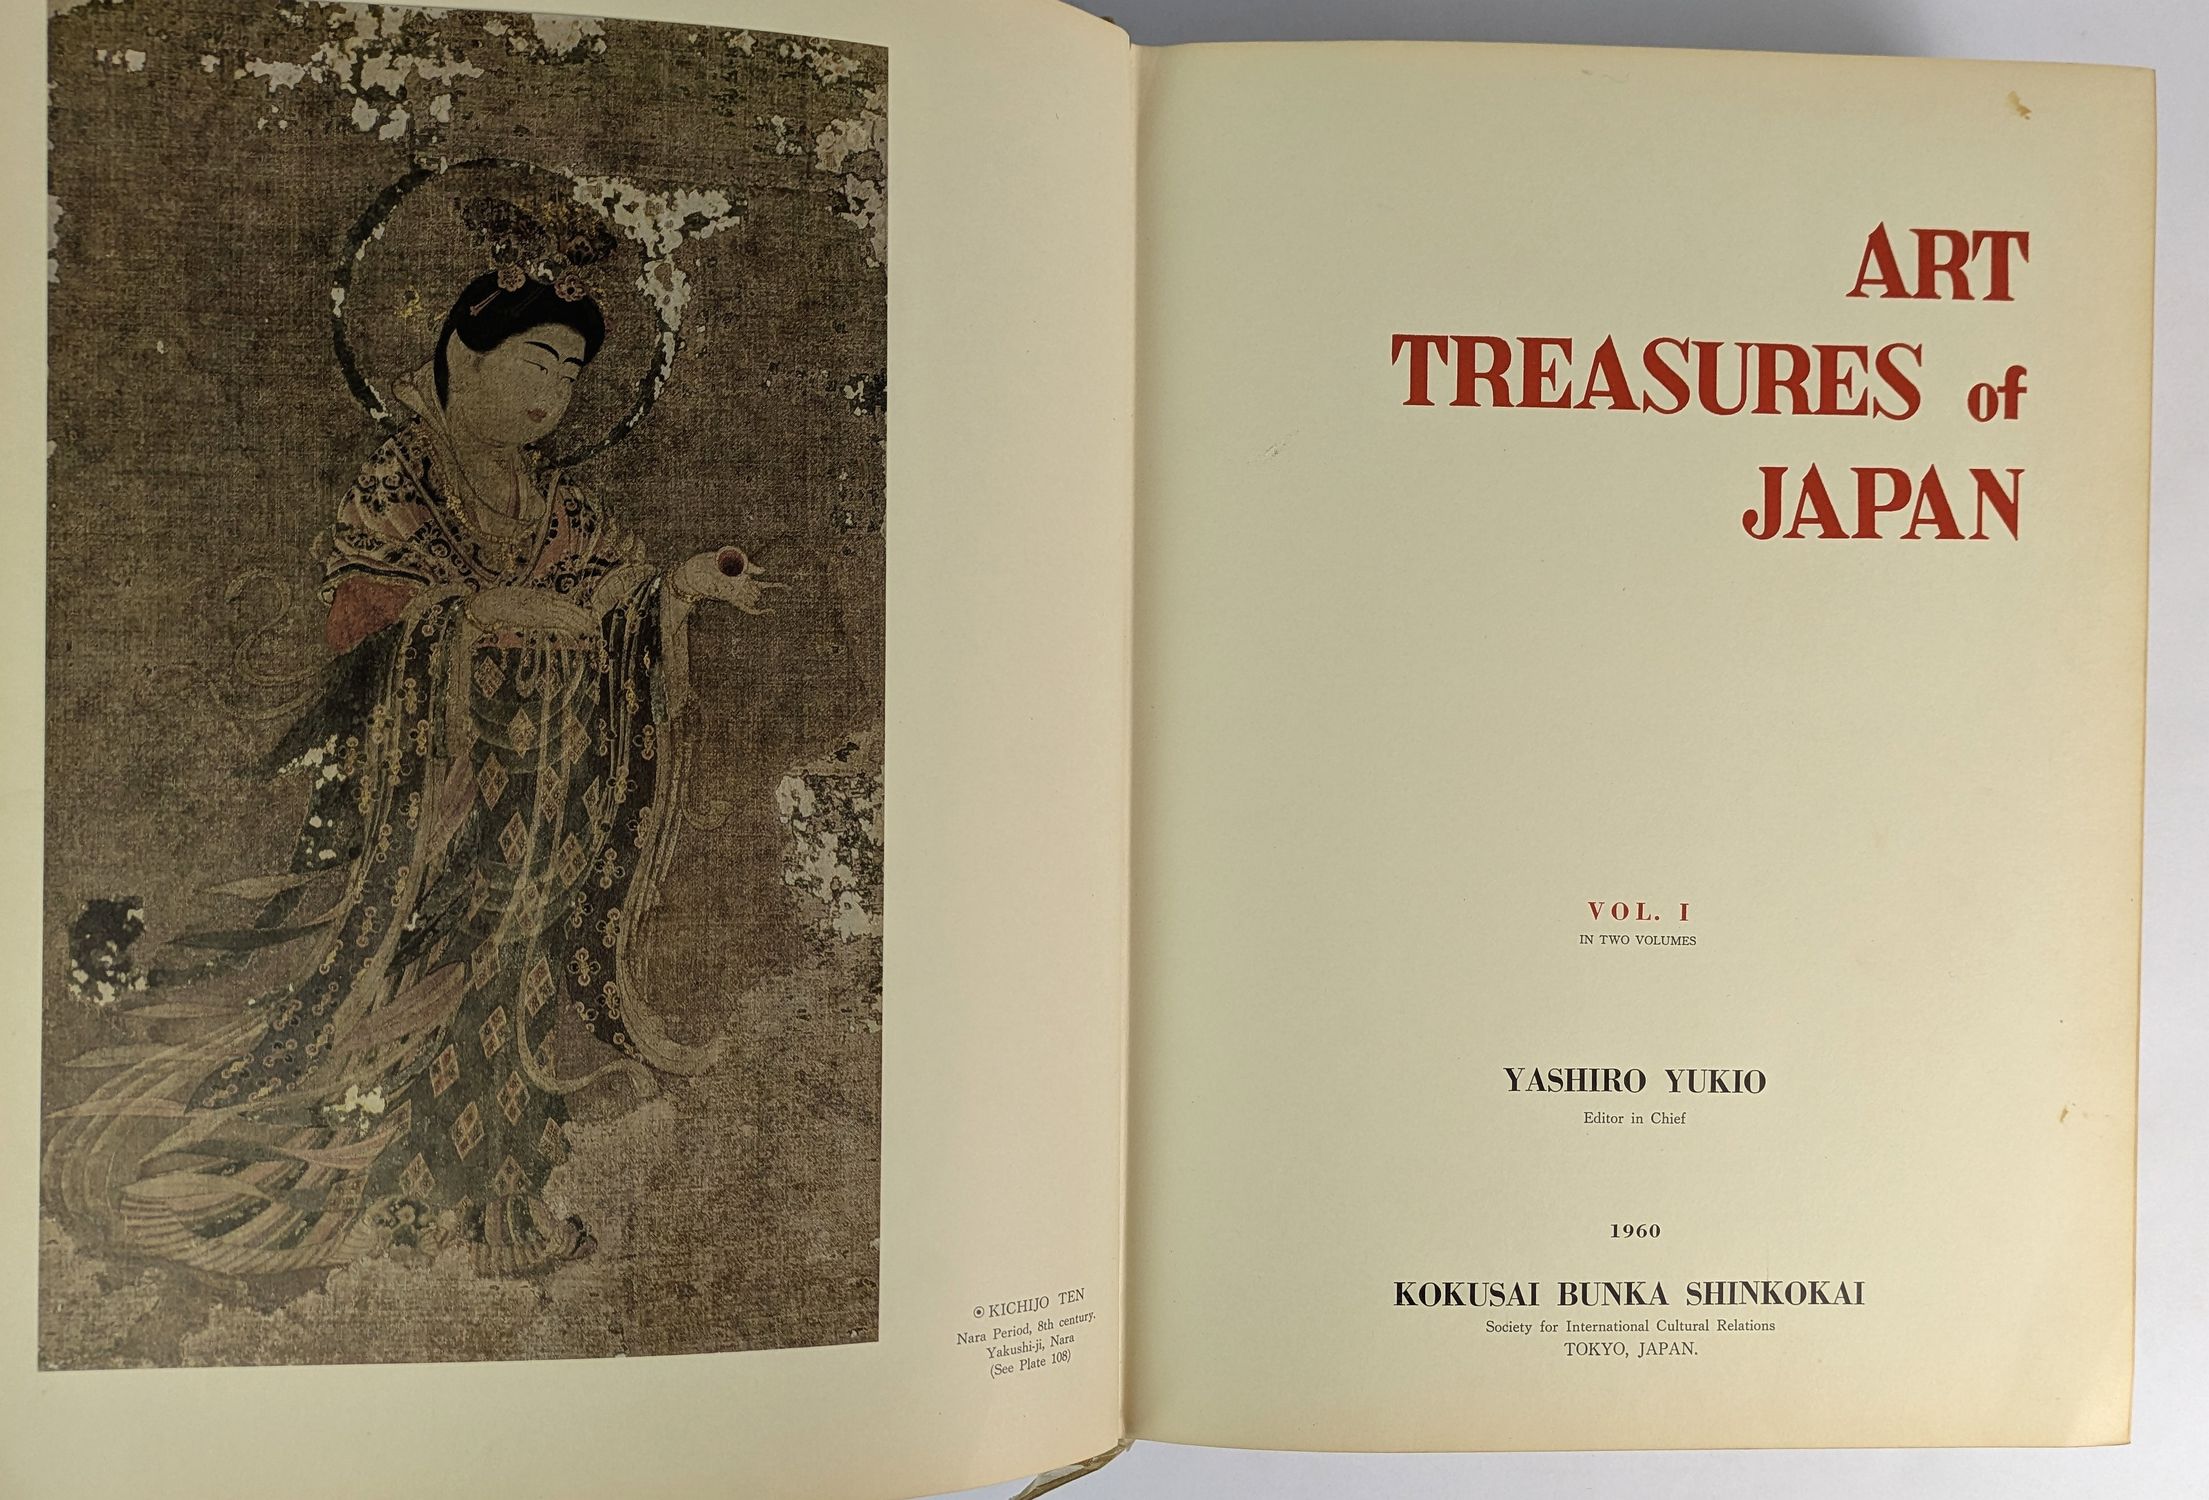 ◉ KICHIJO TEN
Nara Period, 8th century.
Yakushi-ji, Nara
(See Plate 108)
ART
TREASURES of
JAPAN
VOL. I
IN TWO VOLUMES
YASHIRO YUKIO
Editor in Chief
1960
KOKUSAI BUNKA SHINKOKAI
Society for International Cultural Relations
TOKYO, JAPAN.